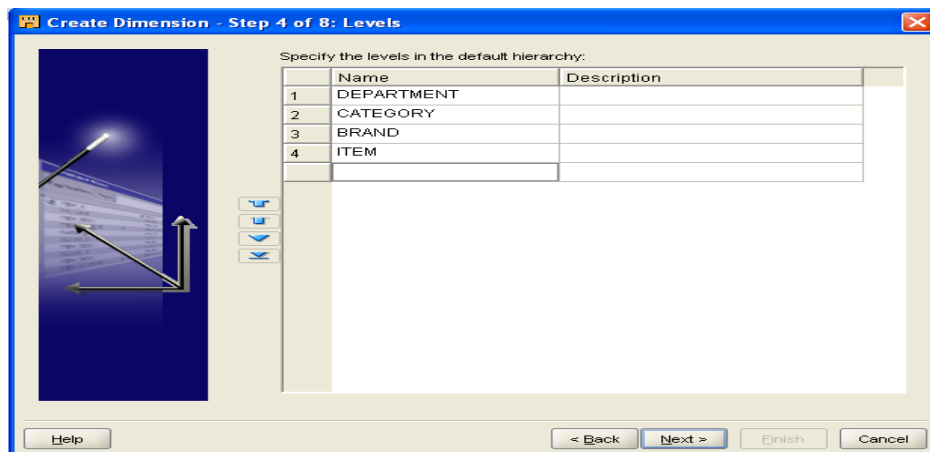 Create Dimension - Step 4 of 8: Levels
Specify the levels in the default hierarchy:
Name Description
1 DEPARTMENT
2 CATEGORY
3 BRAND
4 ITEM
Help < Back Next > Finish Cancel